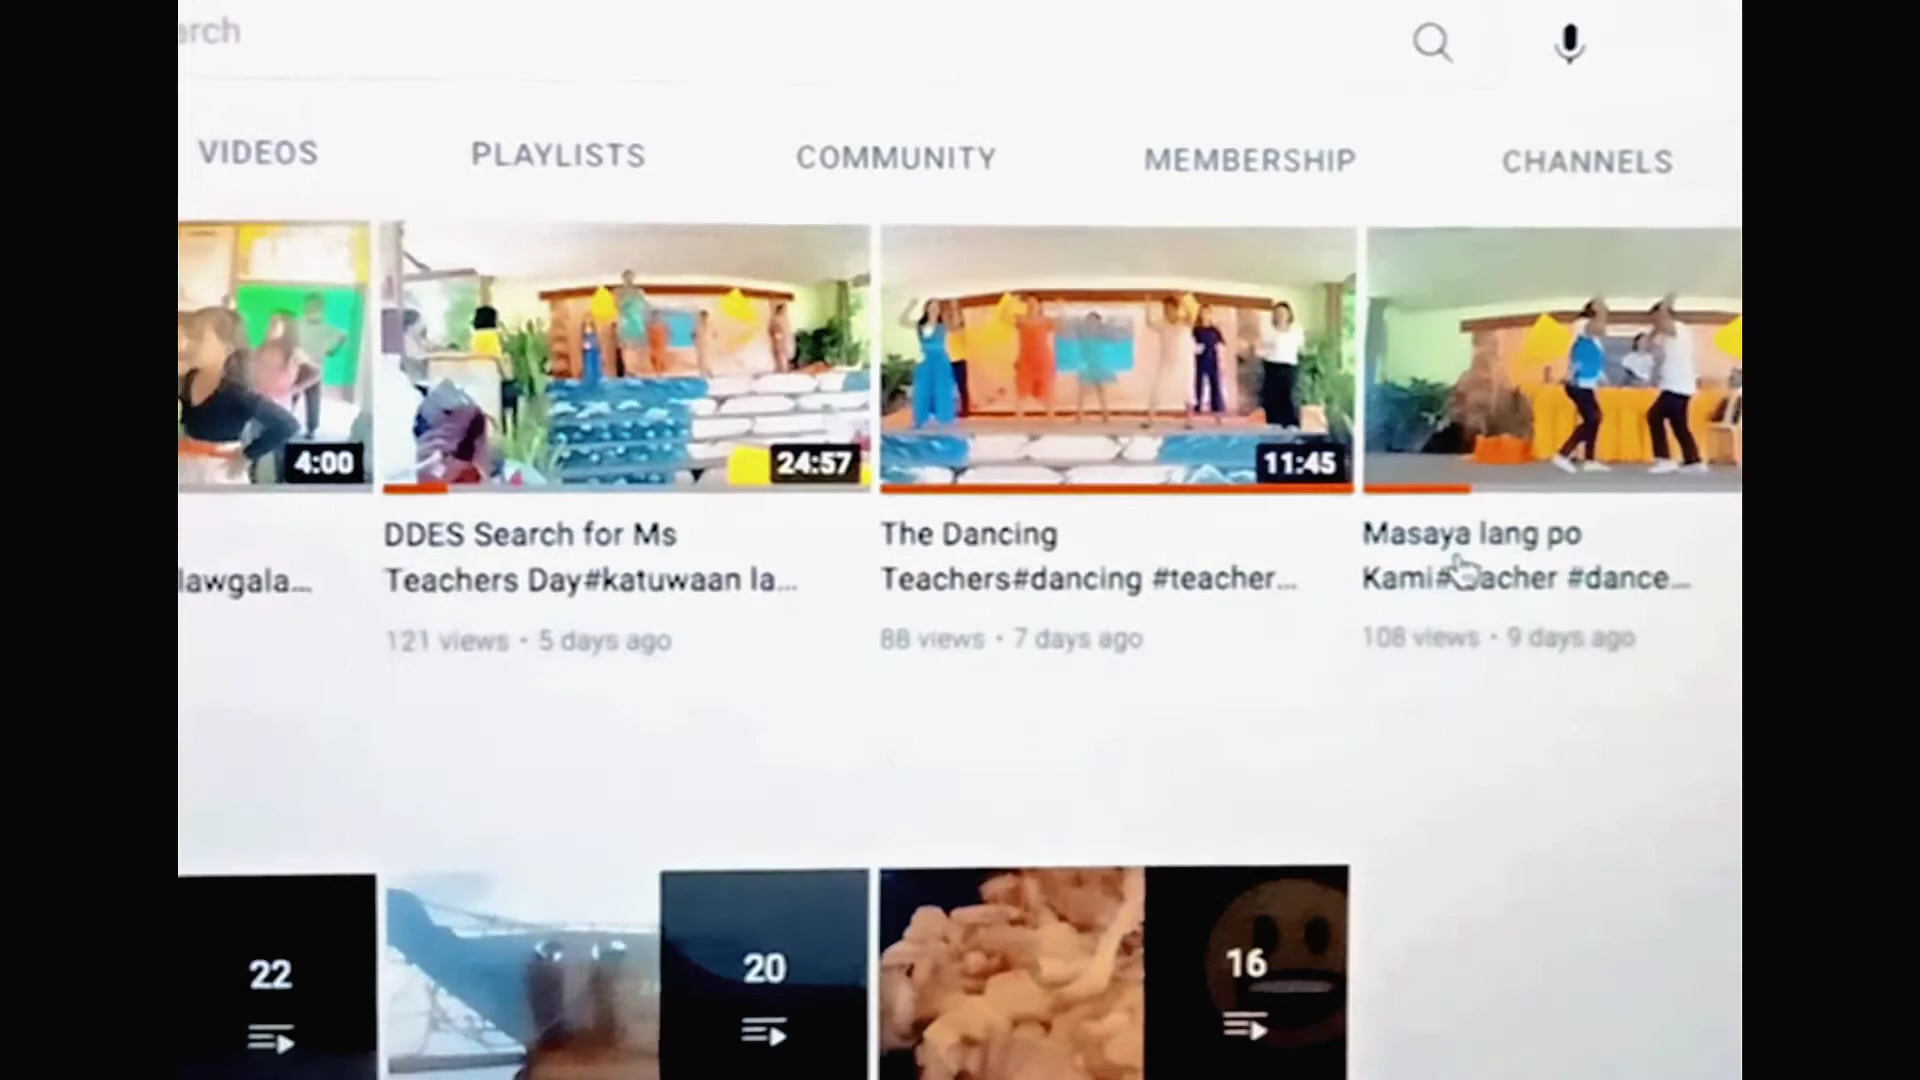 arch
VIDEOS PLAYLISTS COMMUNITY MEMBERSHIP CHANNELS
4:00
24:57
11:45
lawgala...
DDES Search for Ms
Teachers Day#katuwaan la...
121 views • 5 days ago
The Dancing
Teachers#dancing #teacher...
88 views • 7 days ago
Masaya lang po
Kami#teacher #dance...
108 views • 9 days ago
22
20
16